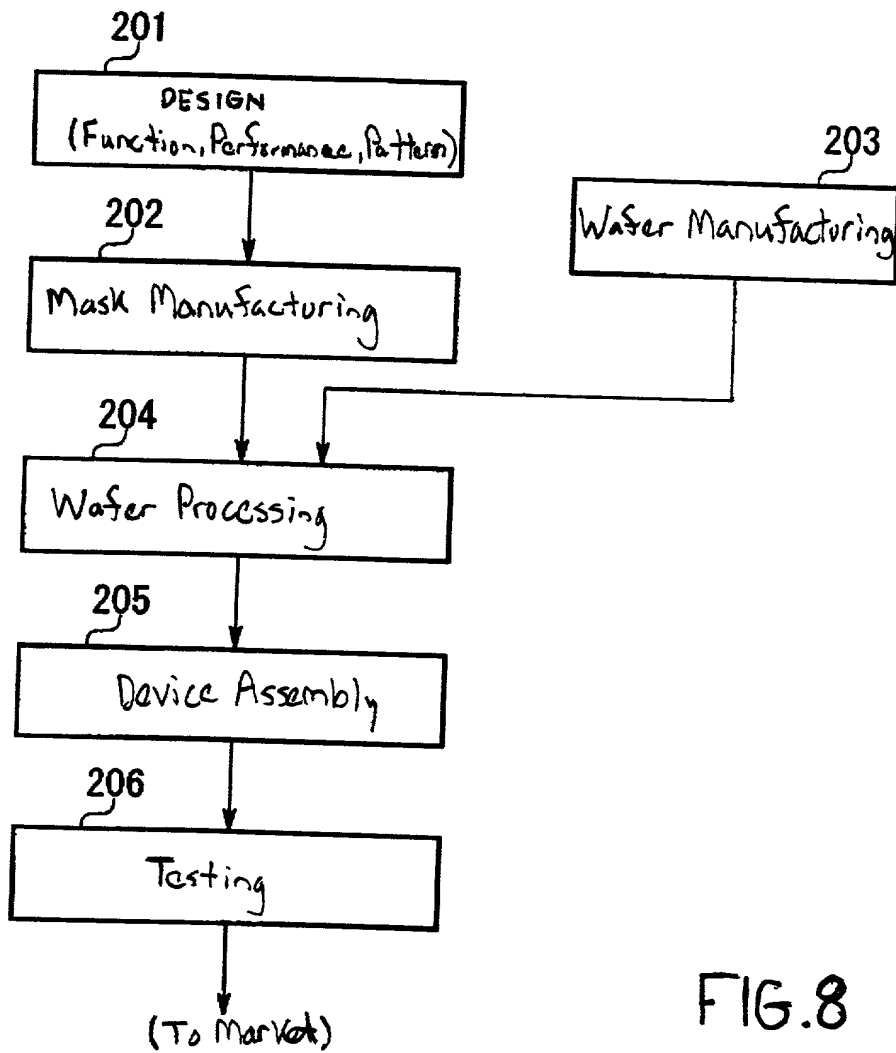 201
DESIGN
(Function, Performance, Pattern)
203
Wafer Manufacturing
202
Mask Manufacturing
204
Wafer Processing
205
Device Assembly
206
Testing
(To Market)
FIG.8